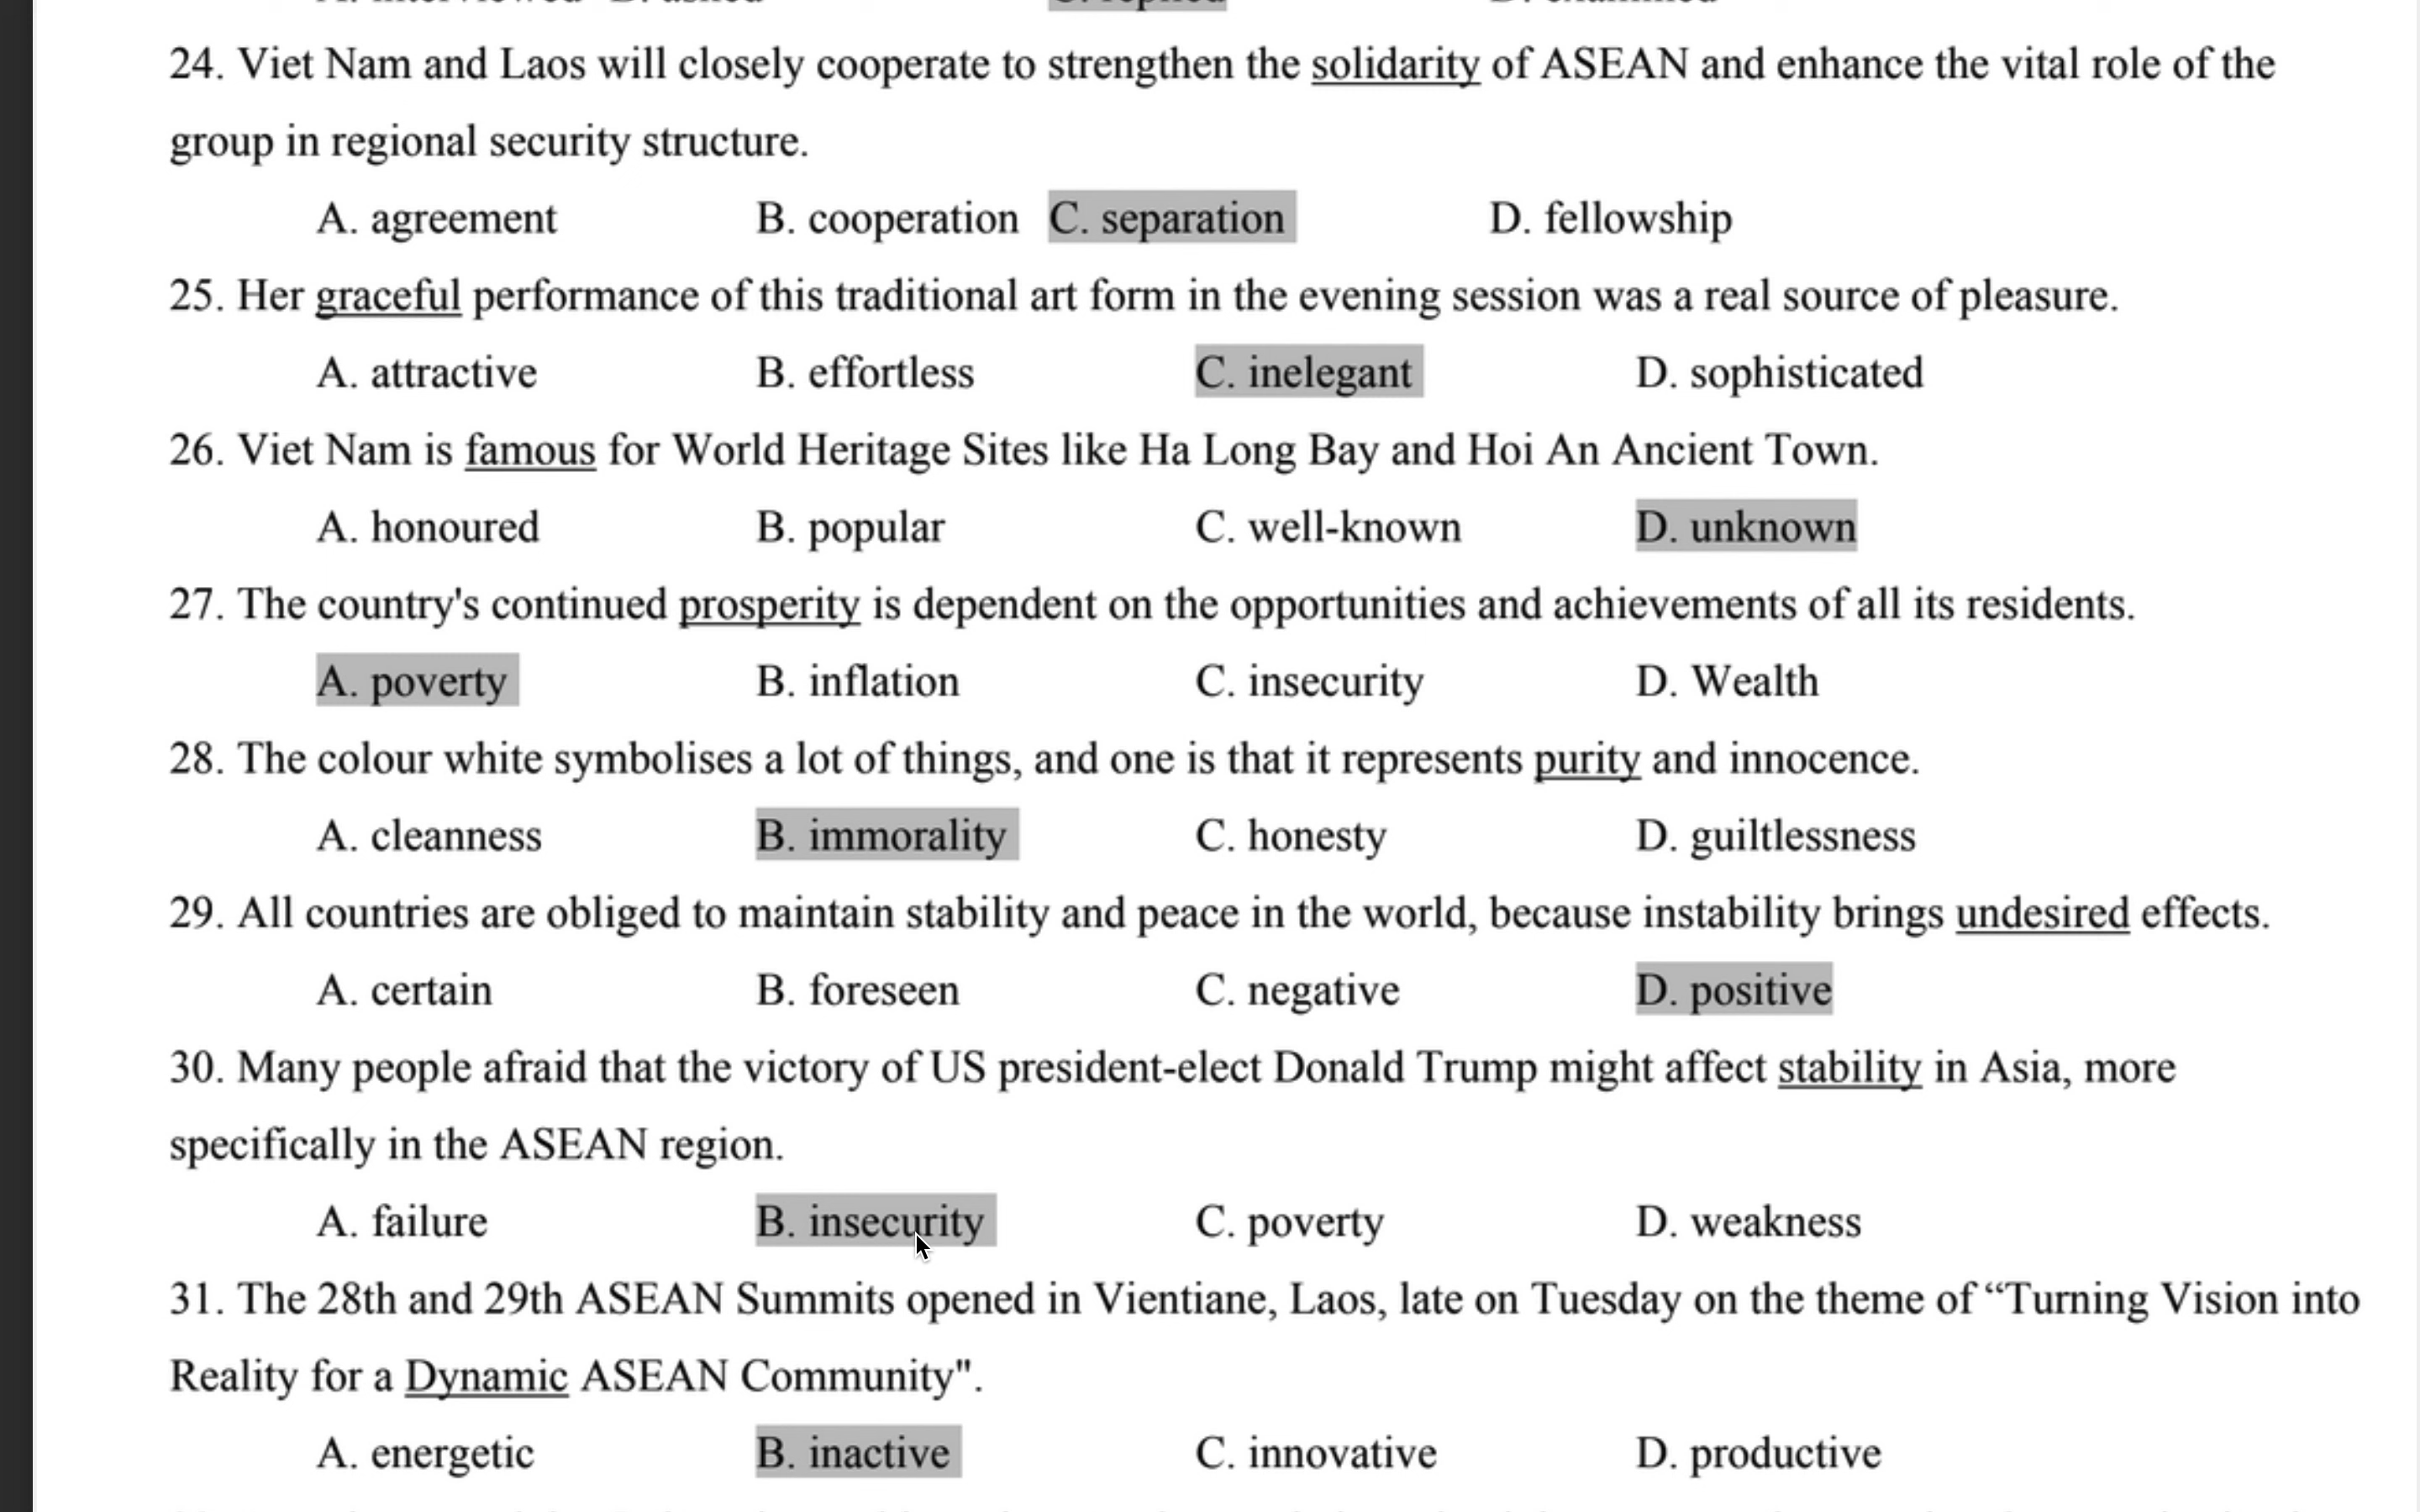 24. Viet Nam and Laos will closely cooperate to strengthen the solidarity of ASEAN and enhance the vital role of the
group in regional security structure.
A. agreement B. cooperation C. separation D. fellowship
25. Her graceful performance of this traditional art form in the evening session was a real source of pleasure.
A. attractive B. effortless C. inelegant D. sophisticated
26. Viet Nam is famous for World Heritage Sites like Ha Long Bay and Hoi An Ancient Town.
A. honoured B. popular C. well-known D. unknown
27. The country's continued prosperity is dependent on the opportunities and achievements of all its residents.
A. poverty B. inflation C. insecurity D. Wealth
28. The colour white symbolises a lot of things, and one is that it represents purity and innocence.
A. cleanness B. immorality C. honesty D. guiltlessness
29. All countries are obliged to maintain stability and peace in the world, because instability brings undesired effects.
A. certain B. foreseen C. negative D. positive
30. Many people afraid that the victory of US president-elect Donald Trump might affect stability in Asia, more
specifically in the ASEAN region.
A. failure B. insecurity C. poverty D. weakness
31. The 28th and 29th ASEAN Summits opened in Vientiane, Laos, late on Tuesday on the theme of “Turning Vision into
Reality for a Dynamic ASEAN Community".
A. energetic B. inactive C. innovative D. productive